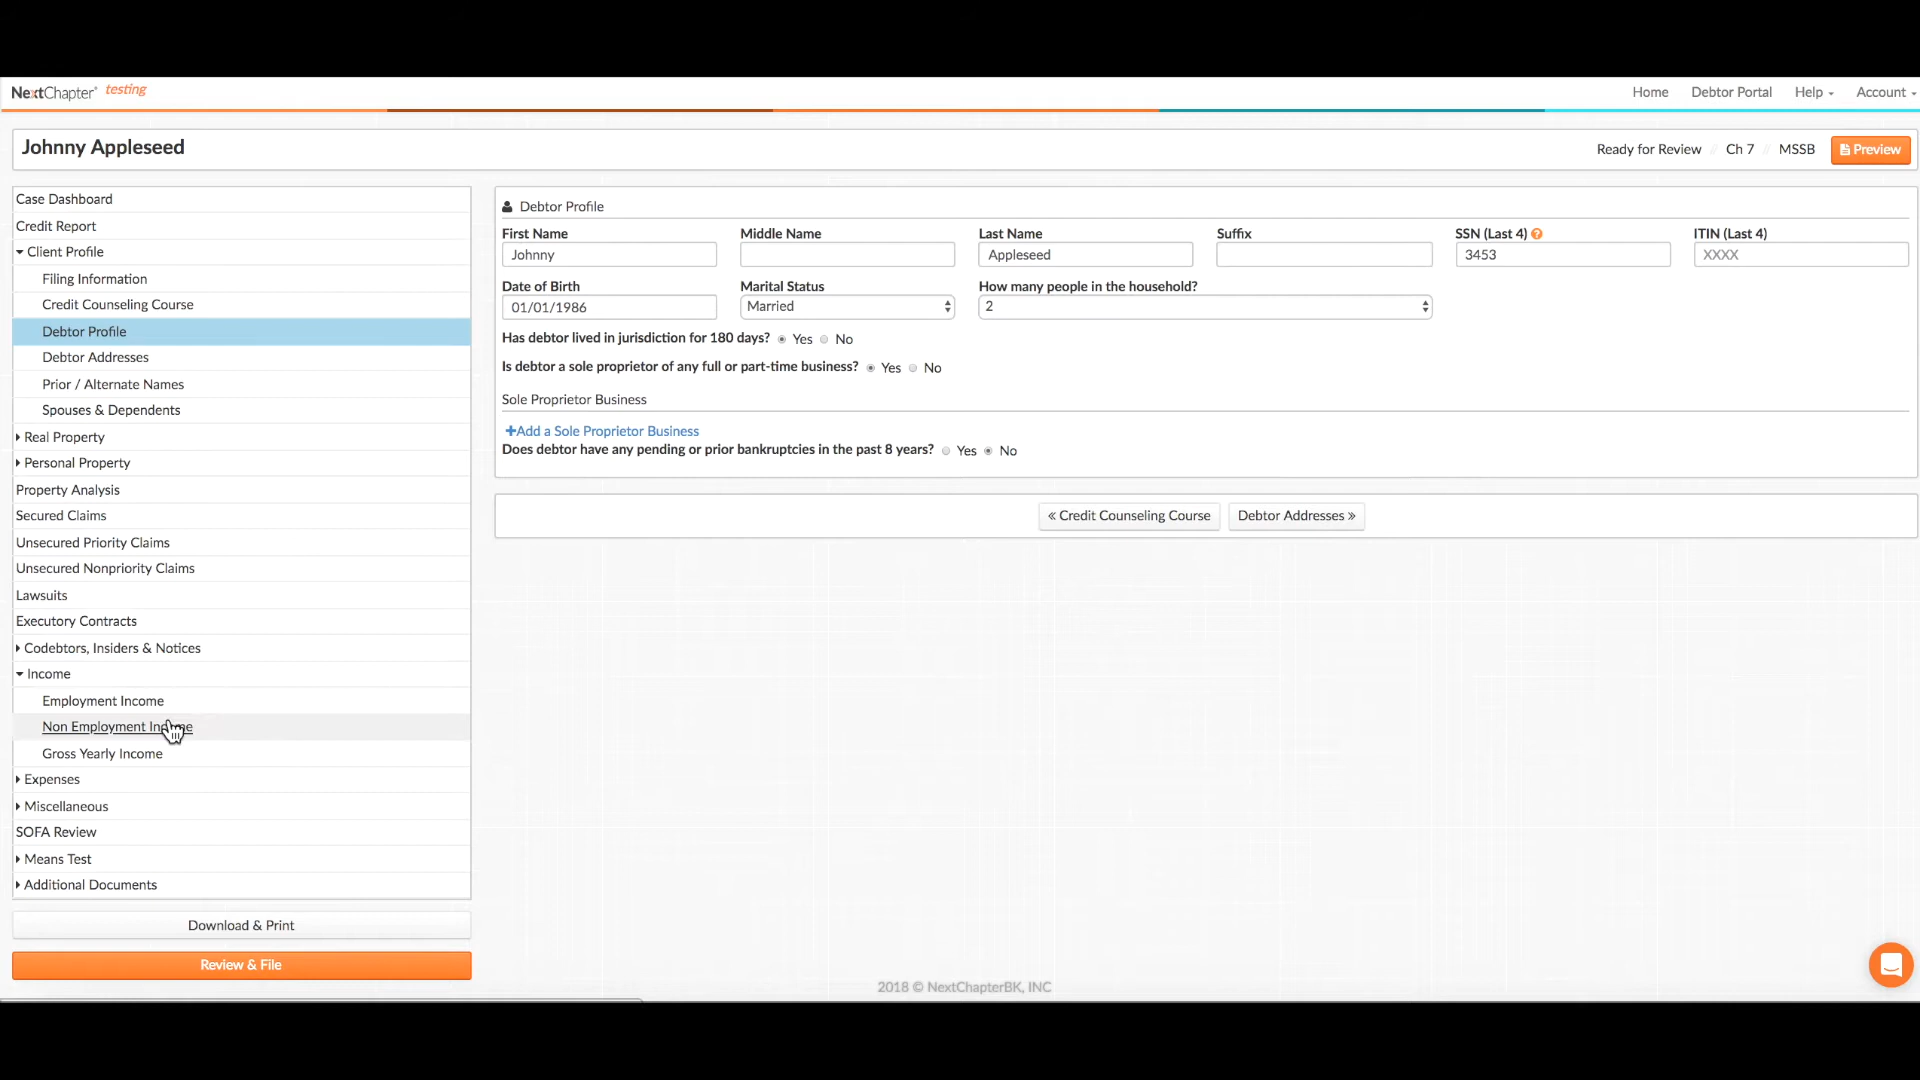 NextChapter® testing
Home Debtor Portal Help Account
Johnny Appleseed
Ready for Review // Ch 7 // MSSB Preview
Case Dashboard
Credit Report
Client Profile
Filing Information
Credit Counseling Course
Debtor Profile
Debtor Addresses
Prior / Alternate Names
Spouses & Dependents
Real Property
Personal Property
Property Analysis
Secured Claims
Unsecured Priority Claims
Unsecured Nonpriority Claims
Lawsuits
Executory Contracts
Codebtors, Insiders & Notices
Income
Employment Income
Non Employment Income
Gross Yearly Income
Expenses
Miscellaneous
SOFA Review
Means Test
Additional Documents
Download & Print
Review & File
Debtor Profile
First Name Middle Name Last Name Suffix SSN (Last 4) ? ITIN (Last 4)
Johnny Appleseed 3453 XXXX
Date of Birth Marital Status How many people in the household?
01/01/1986 Married 2
Has debtor lived in jurisdiction for 180 days? Yes No
Is debtor a sole proprietor of any full or part-time business? Yes No
Sole Proprietor Business
+Add a Sole Proprietor Business
Does debtor have any pending or prior bankruptcies in the past 8 years? Yes No
« Credit Counseling Course Debtor Addresses »
2018 © NextChapterBK, INC